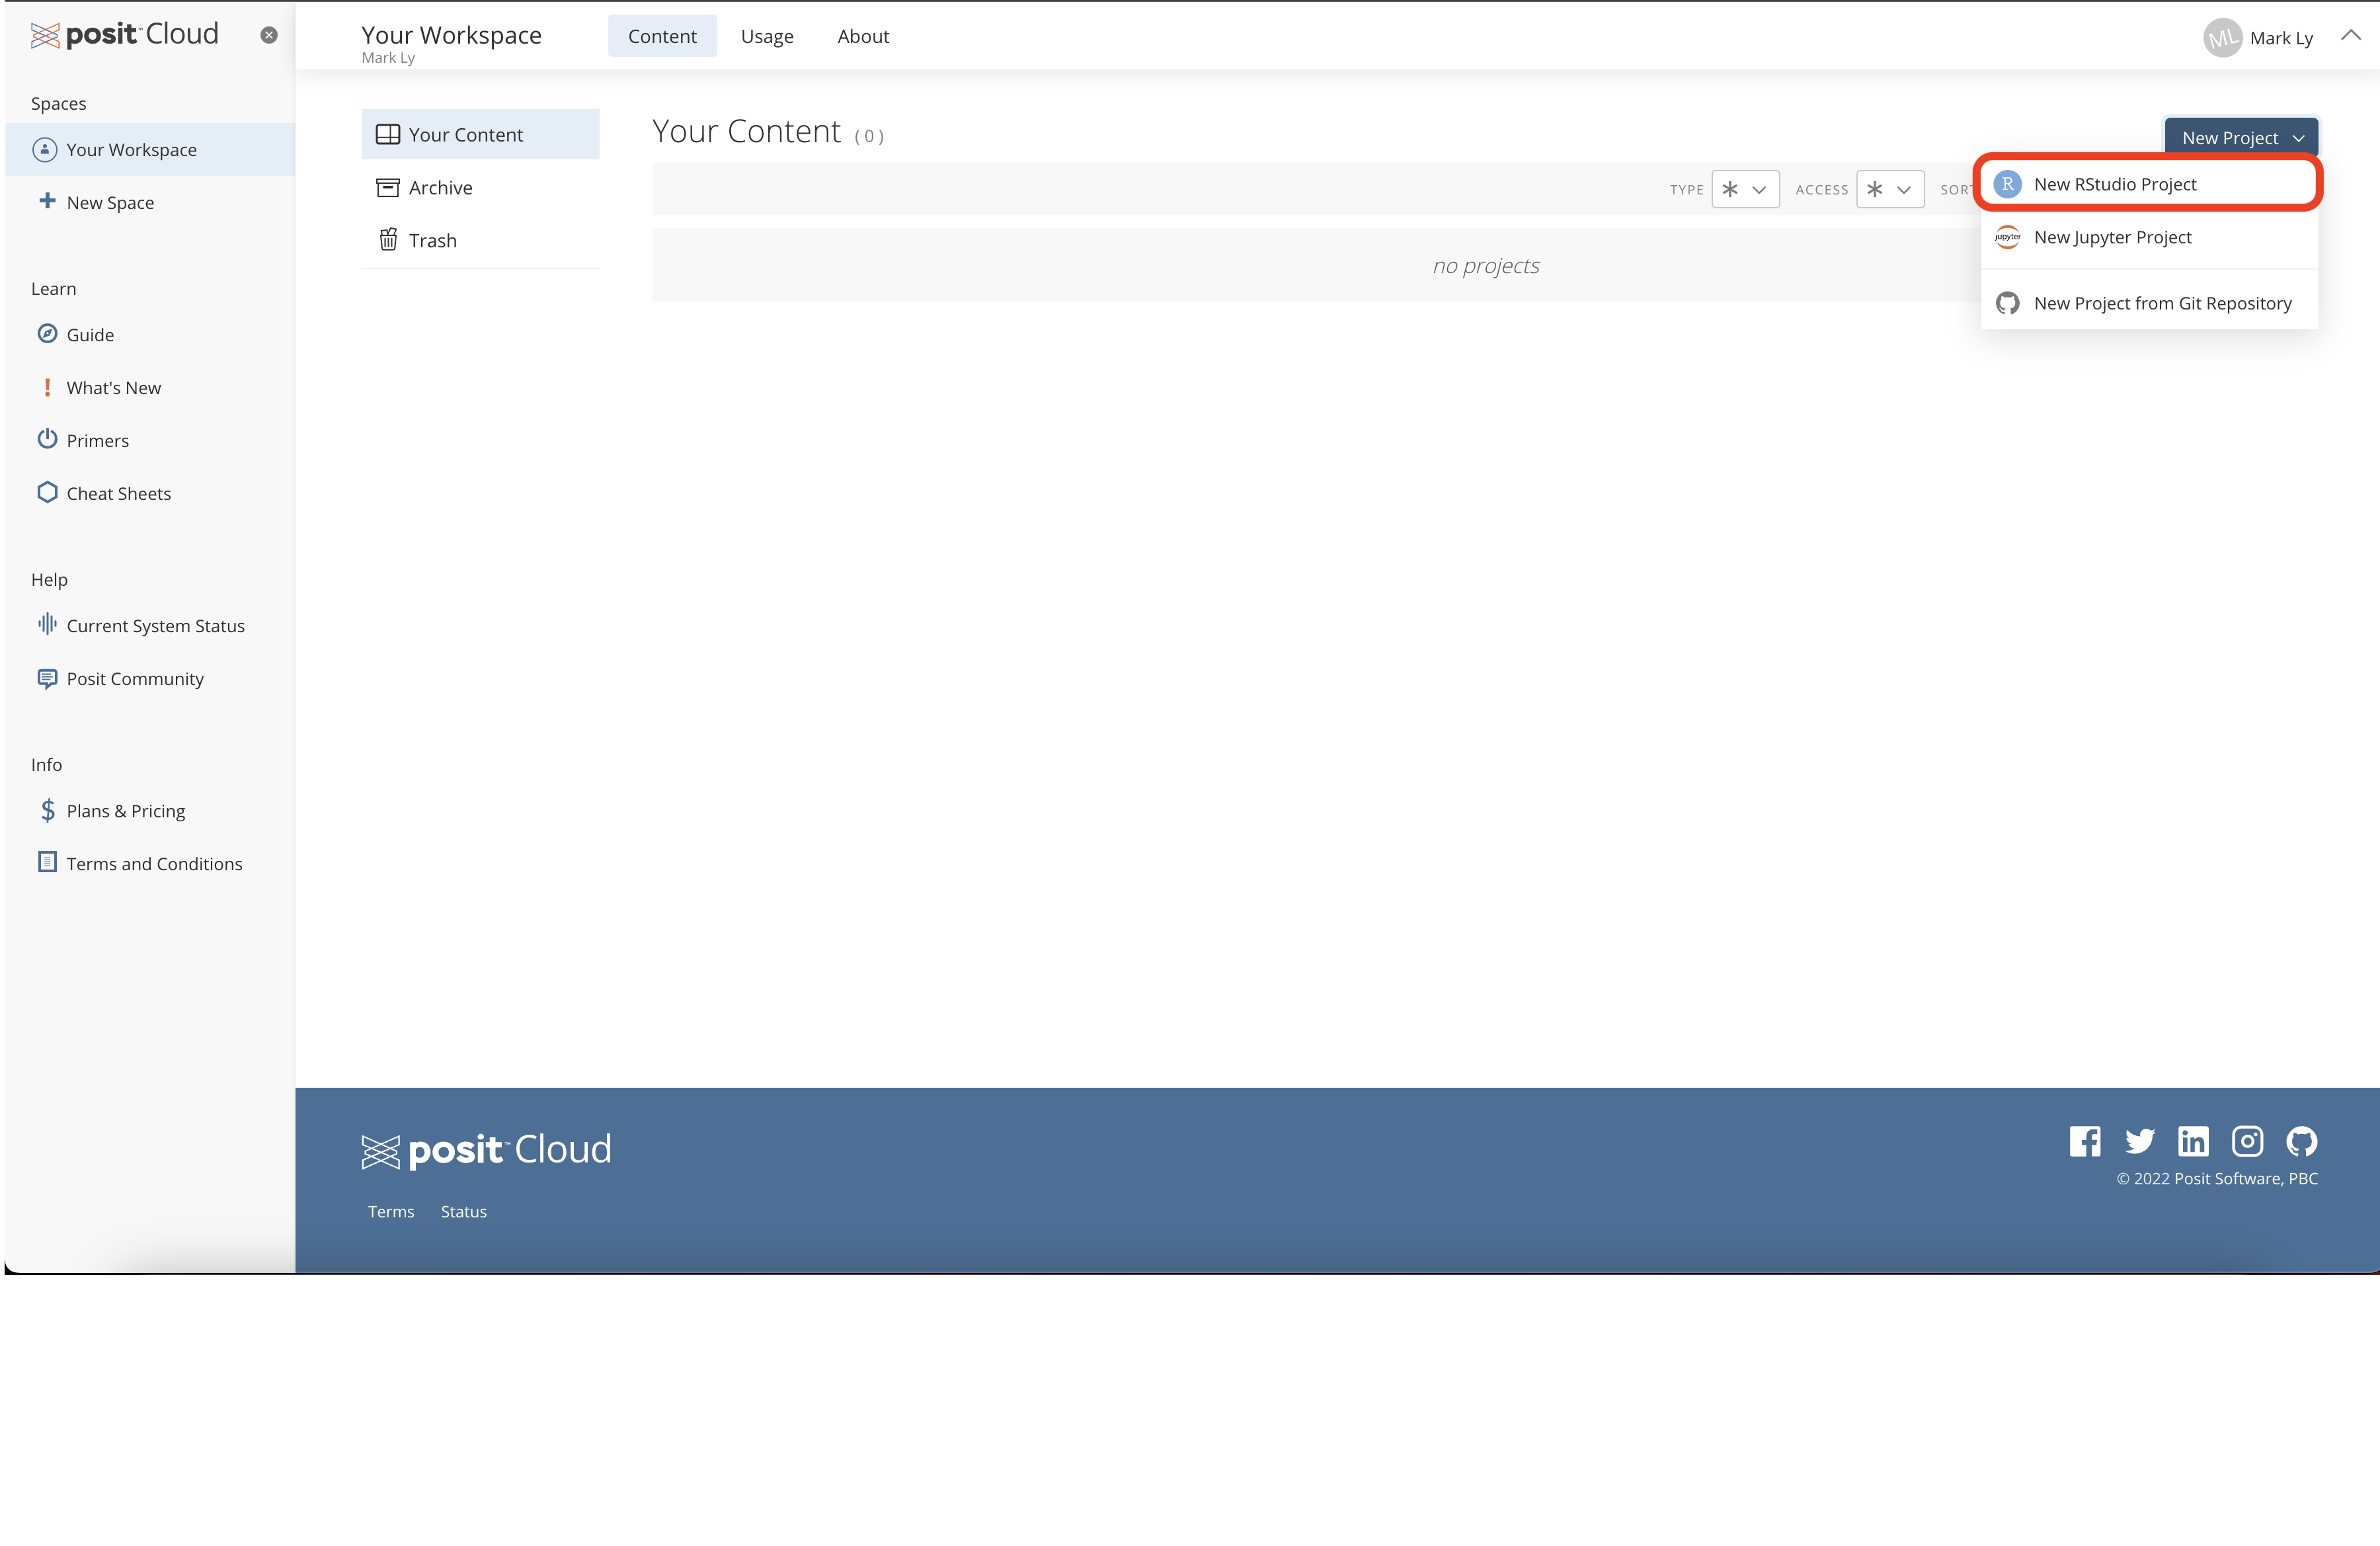 posit™ Cloud
Spaces
Your Workspace
New Space
Learn
Guide
What's New
Primers
Cheat Sheets
Help
Current System Status
Posit Community
Info
Plans & Pricing
Terms and Conditions
Your Workspace
Mark Ly
Content
Usage
About
ML
Mark Ly
Your Content
Archive
Trash
Your Content ( 0 )
New Project
TYPE * ACCESS * SORT
no projects
R New RStudio Project
jupyter New Jupyter Project
New Project from Git Repository
posit™ Cloud
Terms Status
© 2022 Posit Software, PBC